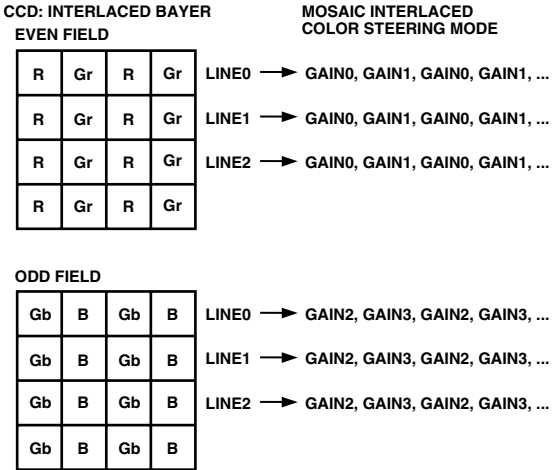 CCD: INTERLACED BAYER
EVEN FIELD
MOSAIC INTERLACED
COLOR STEERING MODE
R Gr R Gr LINE0 GAIN0, GAIN1, GAIN0, GAIN1, ...
R Gr R Gr LINE1 GAIN0, GAIN1, GAIN0, GAIN1, ...
R Gr R Gr LINE2 GAIN0, GAIN1, GAIN0, GAIN1, ...
R Gr R Gr
ODD FIELD
Gb B Gb B LINE0 GAIN2, GAIN3, GAIN2, GAIN3, ...
Gb B Gb B LINE1 GAIN2, GAIN3, GAIN2, GAIN3, ...
Gb B Gb B LINE2 GAIN2, GAIN3, GAIN2, GAIN3, ...
Gb B Gb B